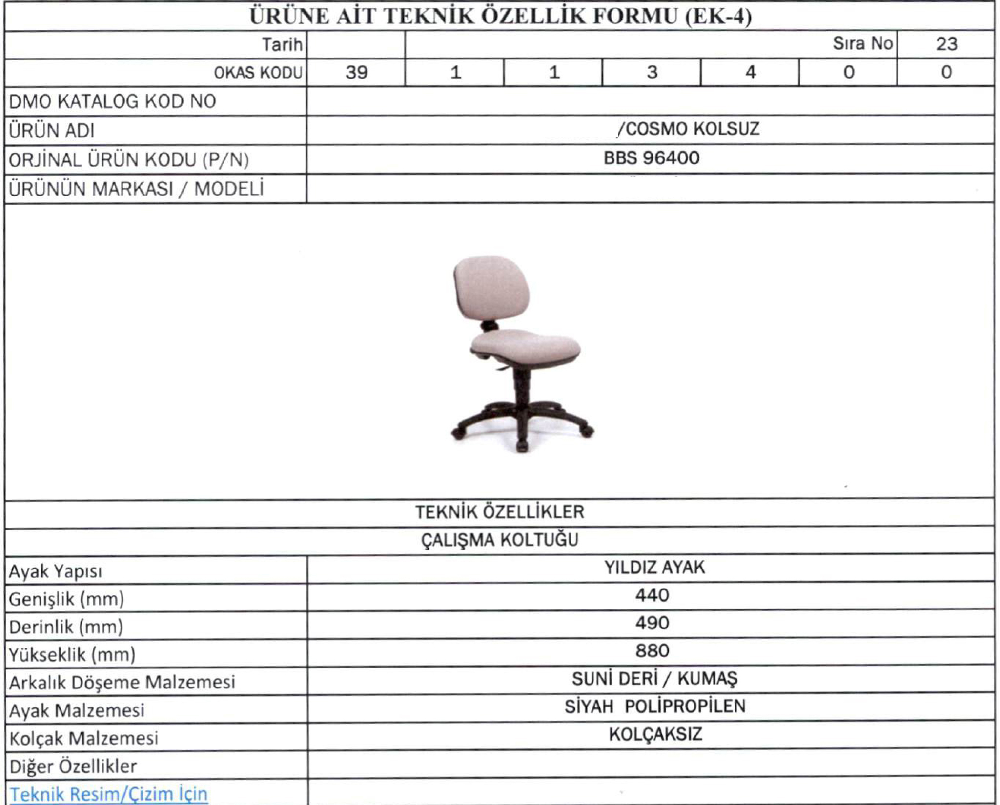 ÜRÜNE AİT TEKNİK ÖZELLİK FORMU (EK-4)
Tarih Sıra No 23
OKAS KODU 39 1 1 3 4 0 0
DMO KATALOG KOD NO
ÜRÜN ADI /COSMO KOLSUZ
ORJİNAL ÜRÜN KODU (P/N) BBS 96400
ÜRÜNÜN MARKASI / MODELİ
TEKNİK ÖZELLİKLER
ÇALIŞMA KOLTUĞU
Ayak Yapısı YILDIZ AYAK
Genişlik (mm) 440
Derinlik (mm) 490
Yükseklik (mm) 880
Arkalık Döşeme Malzemesi SUNİ DERİ / KUMAŞ
Ayak Malzemesi SİYAH POLİPROPİLEN
Kolçak Malzemesi KOLÇAKSIZ
Diğer Özellikler
Teknik Resim/Çizim İçin